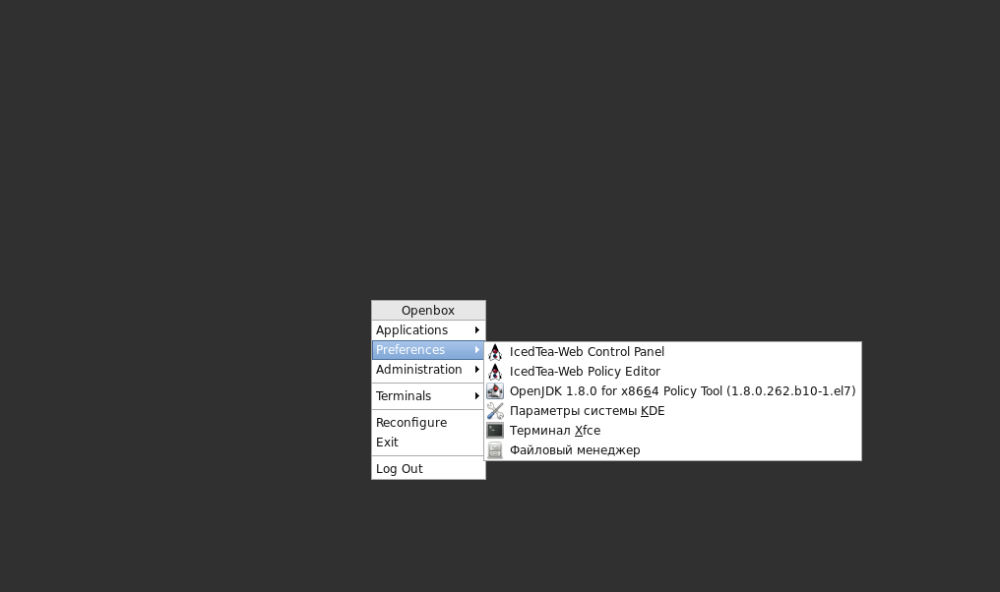 Openbox
Applications
Preferences
Administration
Terminals
Reconfigure
Exit
Log Out
IcedTea-Web Control Panel
IcedTea-Web Policy Editor
OpenJDK 1.8.0 for x8664 Policy Tool (1.8.0.262.b10-1.el7)
Параметры системы KDE
Терминал Xfce
Файловый менеджер